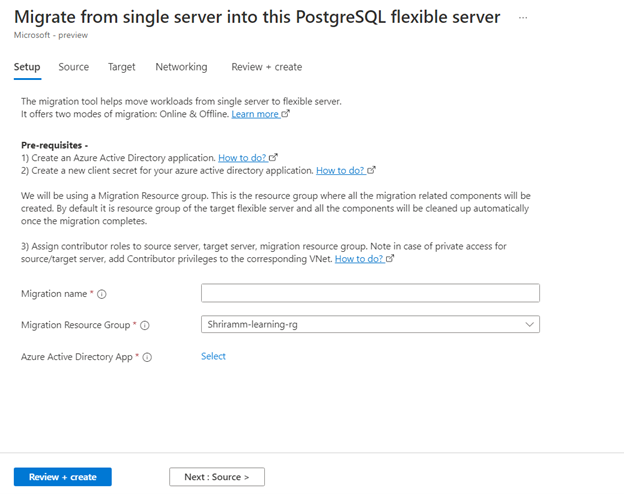 Migrate from single server into this PostgreSQL flexible server ...
Microsoft - preview
Setup Source Target Networking Review + create
The migration tool helps move workloads from single server to flexible server.
It offers two modes of migration: Online & Offline. Learn more
Pre-requisites -
1) Create an Azure Active Directory application. How to do?
2) Create a new client secret for your azure active directory application. How to do?
We will be using a Migration Resource group. This is the resource group where all the migration related components will be
created. By default it is resource group of the target flexible server and all the components will be cleaned up automatically
once the migration completes.
3) Assign contributor roles to source server, target server, migration resource group. Note in case of private access for
source/target server, add Contributor privileges to the corresponding VNet. How to do?
Migration name *
Migration Resource Group * Shriramm-learning-rg
Azure Active Directory App * Select
Review + create Next : Source >